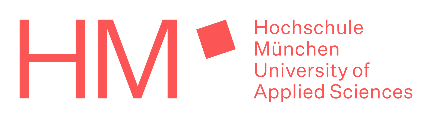 HM
Hochschule
München
University of
Applied Sciences